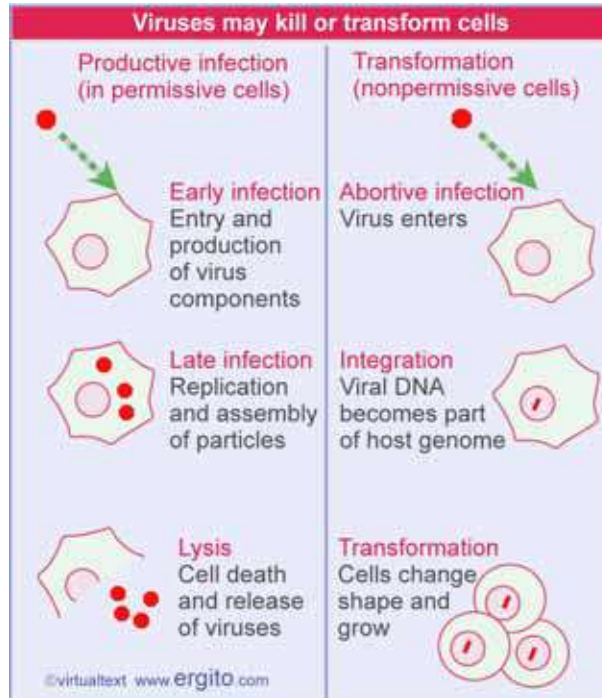 Viruses may kill or transform cells
Productive infection
(in permissive cells)
Early infection
Entry and
production
of virus
components
Late infection
Replication
and assembly
of particles
Lysis
Cell death
and release
of viruses
©virtualtext www.ergito.com
Transformation
(nonpermissive cells)
Abortive infection
Virus enters
Integration
Viral DNA
becomes part
of host genome
Transformation
Cells change
shape and
grow